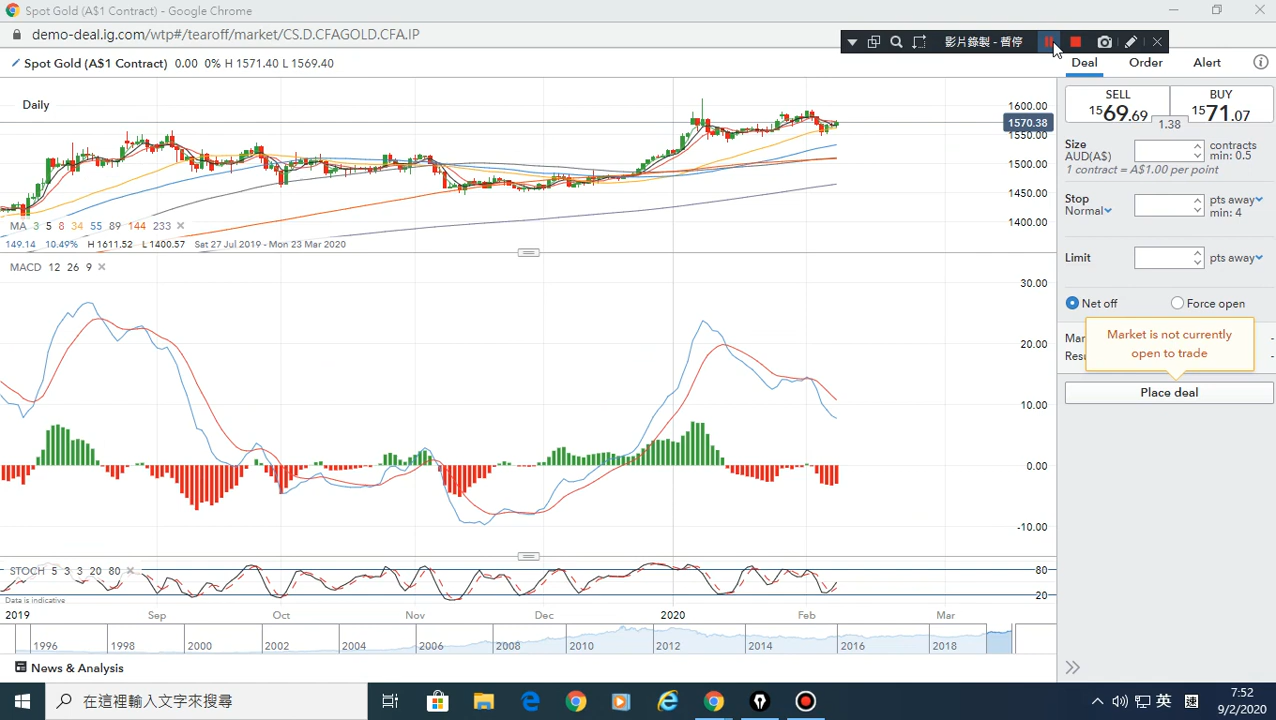 Spot Gold (A$1 Contract) - Google Chrome
demo-deal.ig.com/wtp#/tearoff/market/CS.D.CFAGOLD.CFA.IP
影片錄製 - 暫停
Spot Gold (A$1 Contract) 0.00 0% H 1571.40 L 1569.40
Deal Order Alert
Daily
1600.00
1570.38
1550.00
1500.00
1450.00
1400.00
MA 3 5 8 34 55 89 144 233
149.14 10.49% H 1611.52 L 1400.57 Sat 27 Jul 2019 - Mon 23 Mar 2020
SELL
1569.69
BUY
1571.07
1.38
Size
AUD(A$)
contracts
min: 0.5
1 contract = A$1.00 per point
Stop
Normal
pts away
min: 4
Limit
pts away
Net off
Force open
Market is not currently
open to trade
Place deal
MACD 12 26 9
30.00
20.00
10.00
0.00
-10.00
STOCH 5 3 3 20 80
80
20
Data is indicative
2019 Sep Oct Nov Dec 2020 Feb Mar
1996 1998 2000 2002 2004 2006 2008 2010 2012 2014 2016 2018
News & Analysis
在這裡輸入文字來搜尋
英
7:52
9/2/2020